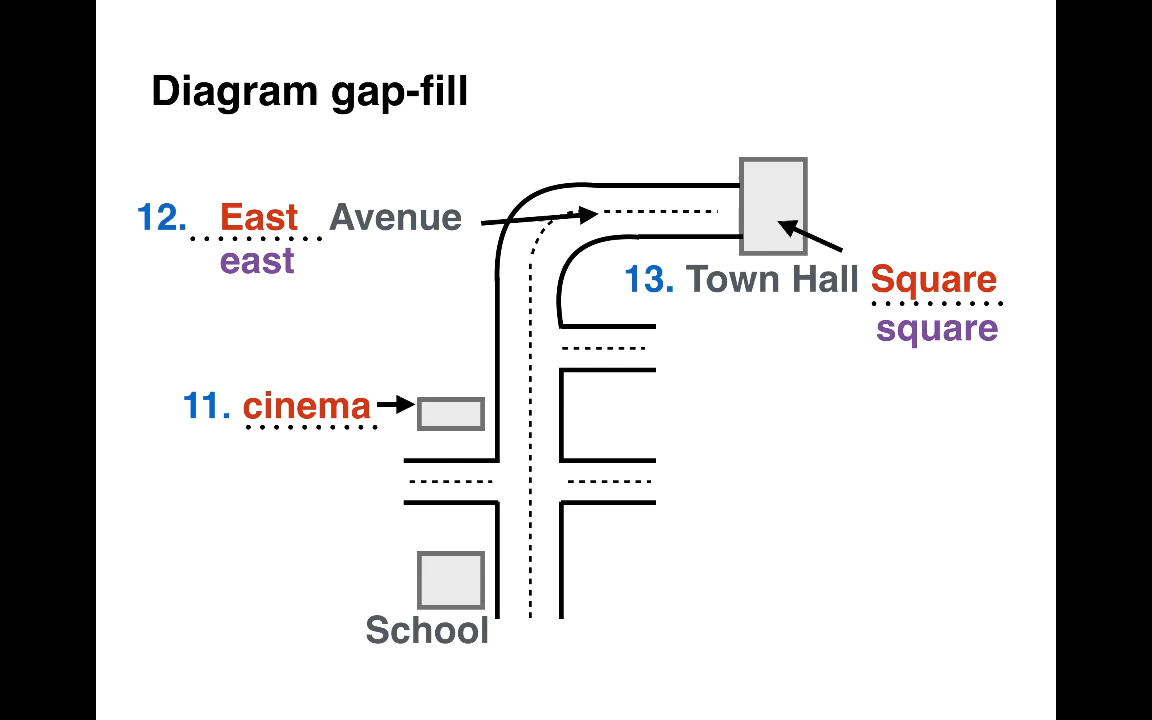 Diagram gap-fill
12. East Avenue
east
13. Town Hall Square
square
11. cinema
School